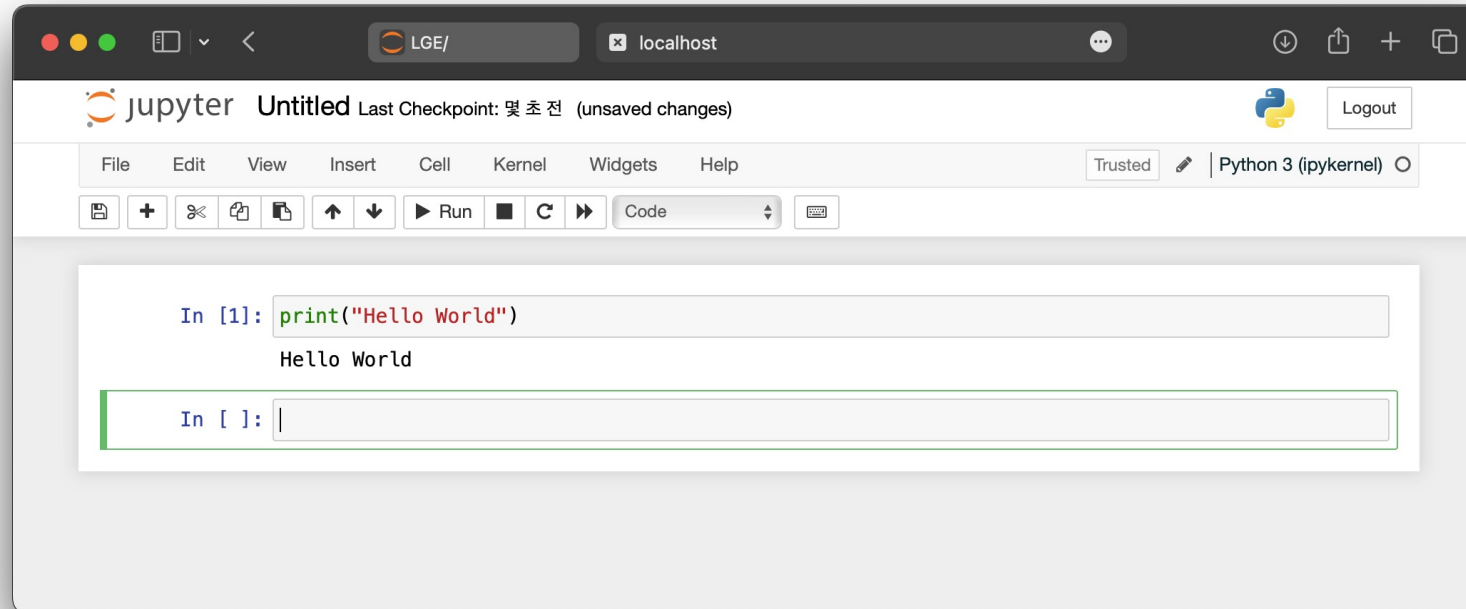 LGE/ localhost
jupyter Untitled Last Checkpoint: 몇 초 전 (unsaved changes) Logout
File Edit View Insert Cell Kernel Widgets Help Trusted Python 3 (ipykernel)
Run Code
In [1]: print("Hello World")
Hello World
In [ ]: